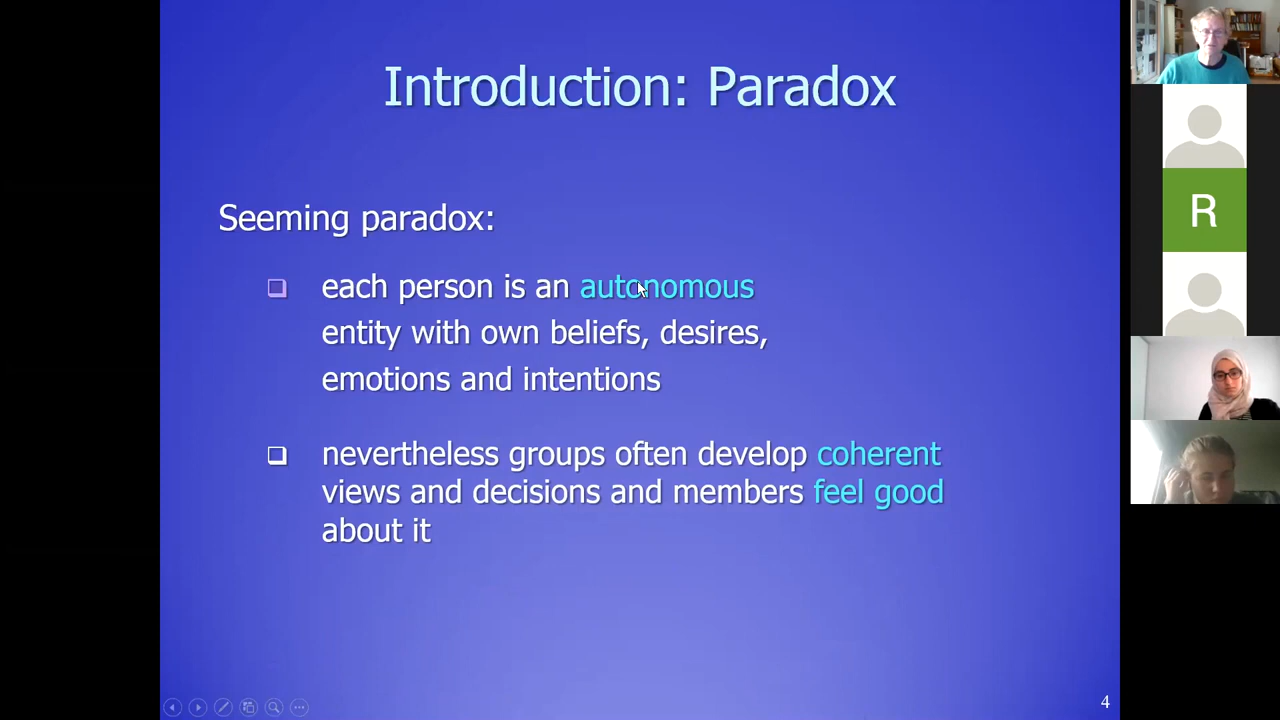 Introduction: Paradox
Seeming paradox:
each person is an autonomous
entity with own beliefs, desires,
emotions and intentions
nevertheless groups often develop coherent
views and decisions and members feel good
about it
4
R